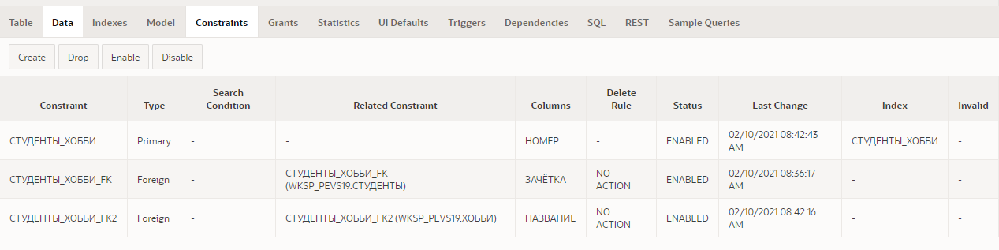 Table Data Indexes Model Constraints Grants Statistics UI Defaults Triggers Dependencies SQL REST Sample Queries
Create Drop Enable Disable
Constraint Type Search Condition Related Constraint Columns Delete Rule Status Last Change Index Invalid
СТУДЕНТЫ_ХОББИ Primary - - НОМЕР - ENABLED 02/10/2021 08:42:43 AM СТУДЕНТЫ_ХОББИ -
СТУДЕНТЫ_ХОББИ_FK Foreign - СТУДЕНТЫ_ХОББИ_FK (WKSP_PEVS19.СТУДЕНТЫ) ЗАЧЁТКА NO ACTION ENABLED 02/10/2021 08:36:17 AM - -
СТУДЕНТЫ_ХОББИ_FK2 Foreign - СТУДЕНТЫ_ХОББИ_FK2 (WKSP_PEVS19.ХОББИ) НАЗВАНИЕ NO ACTION ENABLED 02/10/2021 08:42:16 AM - -